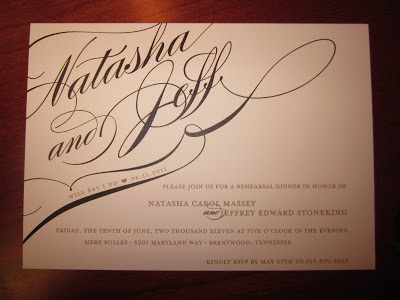 Natasha
and Jeff
WILL SAY I DO ♥ 06.11.2011
PLEASE JOIN US FOR A REHEARSAL DINNER IN HONOR OF
NATASHA CAROL MASSEY
and JEFFREY EDWARD STONEKING
FRIDAY, THE TENTH OF JUNE, TWO THOUSAND ELEVEN AT FIVE O'CLOCK IN THE EVENING
MERE BULLES • 5201 MARYLAND WAY • BRENTWOOD, TENNESSEE
KINDLY RSVP BY MAY 27TH TO 615.870.5052